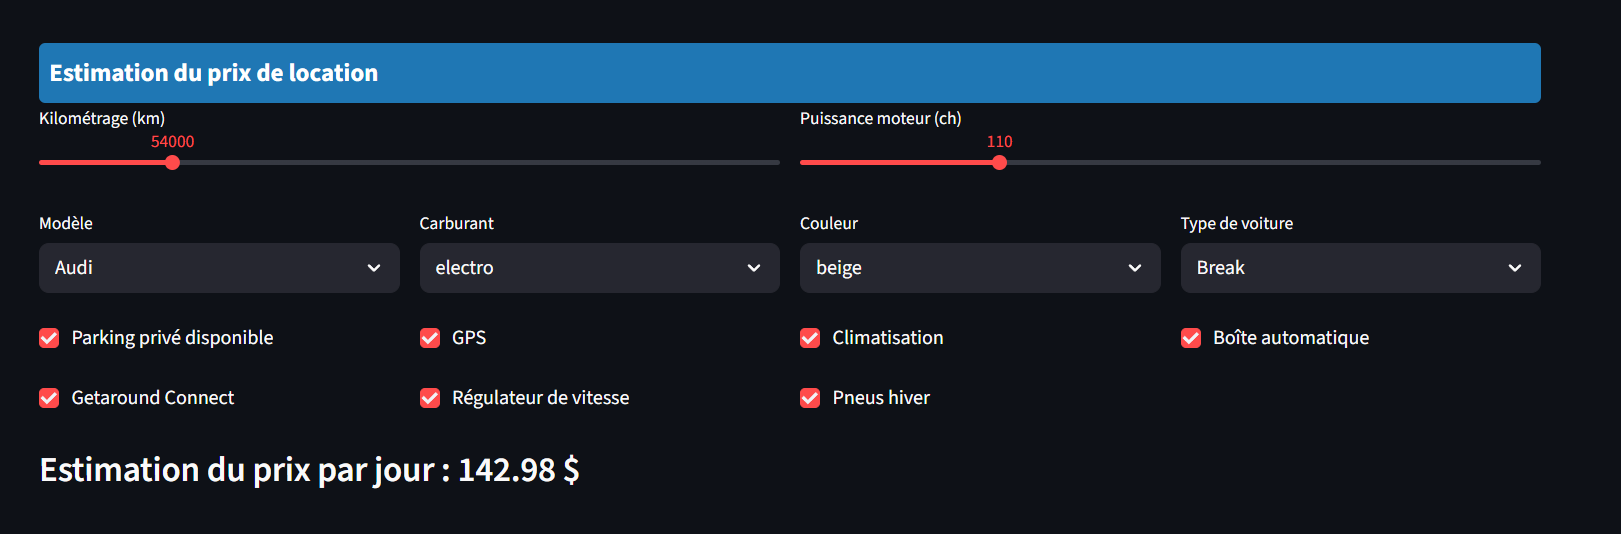 Estimation du prix de location
Kilométrage (km) Puissance moteur (ch)
54000 110
Modèle Carburant Couleur Type de voiture
Audi electro beige Break
Parking privé disponible GPS Climatisation Boîte automatique
Getaround Connect Régulateur de vitesse Pneus hiver
Estimation du prix par jour : 142.98 $